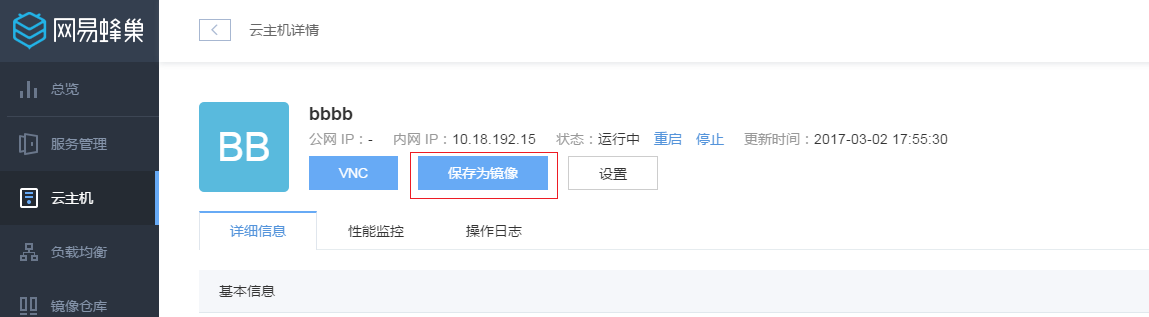 网易蜂巢
云主机详情
总览
服务管理
云主机
负载均衡
镜像仓库
BB
bbbb
公网 IP：- 内网 IP：10.18.192.15 状态：运行中 重启 停止 更新时间：2017-03-02 17:55:30
VNC 保存为镜像 设置
详细信息 性能监控 操作日志
基本信息